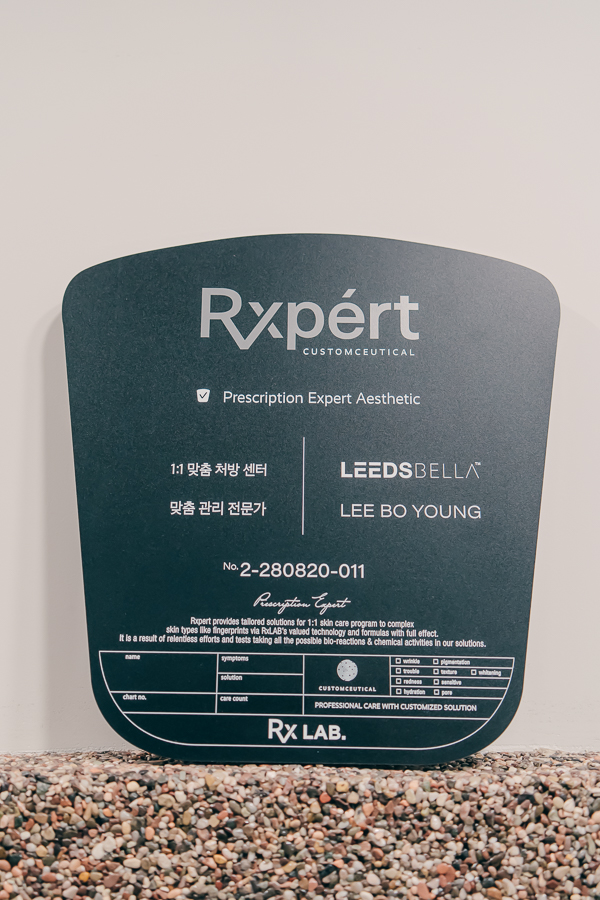 Rxpért
CUSTOMCEUTICAL
Prescription Expert Aesthetic
1:1 맞춤 처방 센터
LEEDSBELLA™
맞춤 관리 전문가
LEE BO YOUNG
No.2-280820-011
Prescription Expert
Rxpert provides tailored solutions for 1:1 skin care program to complex
skin types like fingerprints via RxLAB's valued technology and formulas with full effect.
It is a result of relentless efforts and tests taking all the possible bio-reactions & chemical activities in our solutions.
name
symptoms
solution
chart no.
care count
CUSTOMCEUTICAL
wrinkle pigmentation
trouble texture whitening
redness sensitive
hydration pore
PROFESSIONAL CARE WITH CUSTOMIZED SOLUTION
Rx LAB.